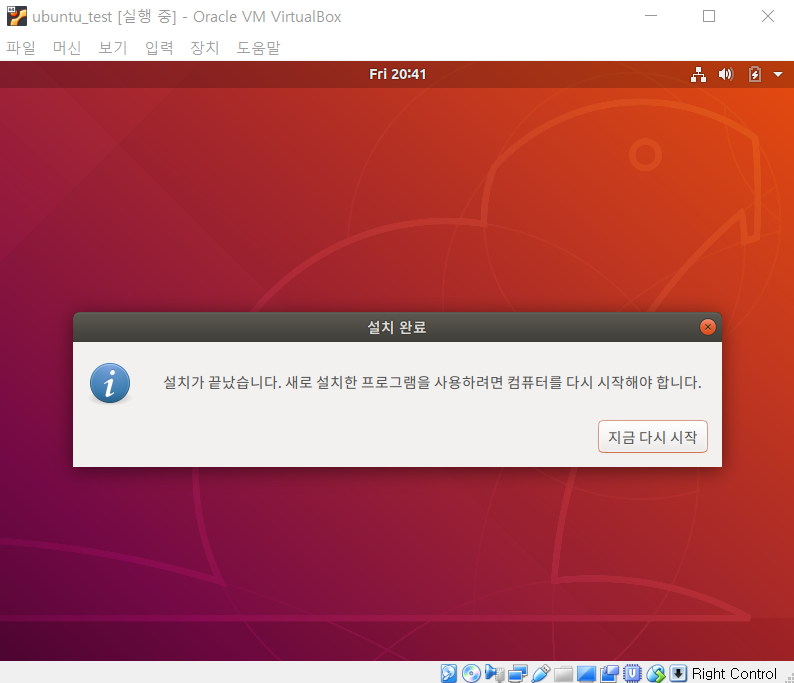 ubuntu_test [실행 중] - Oracle VM VirtualBox
파일 머신 보기 입력 장치 도움말
Fri 20:41
설치 완료
설치가 끝났습니다. 새로 설치한 프로그램을 사용하려면 컴퓨터를 다시 시작해야 합니다.
지금 다시 시작
Right Control